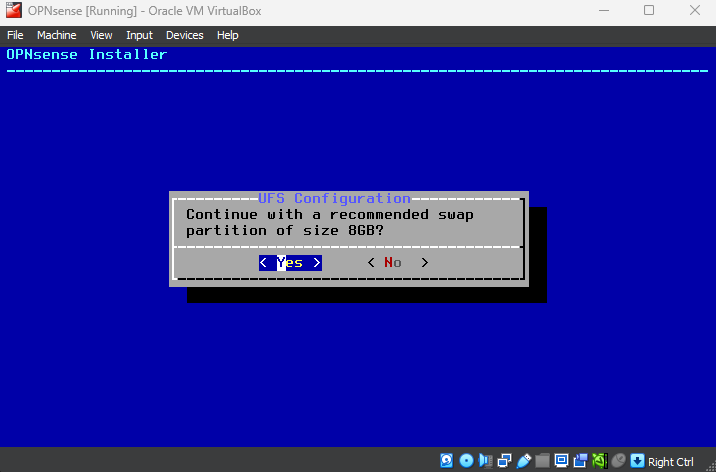 OPNsense [Running] - Oracle VM VirtualBox
File Machine View Input Devices Help
OPNsense Installer
UFS Configuration
Continue with a recommended swap
partition of size 8GB?
< Yes > < No >
Right Ctrl